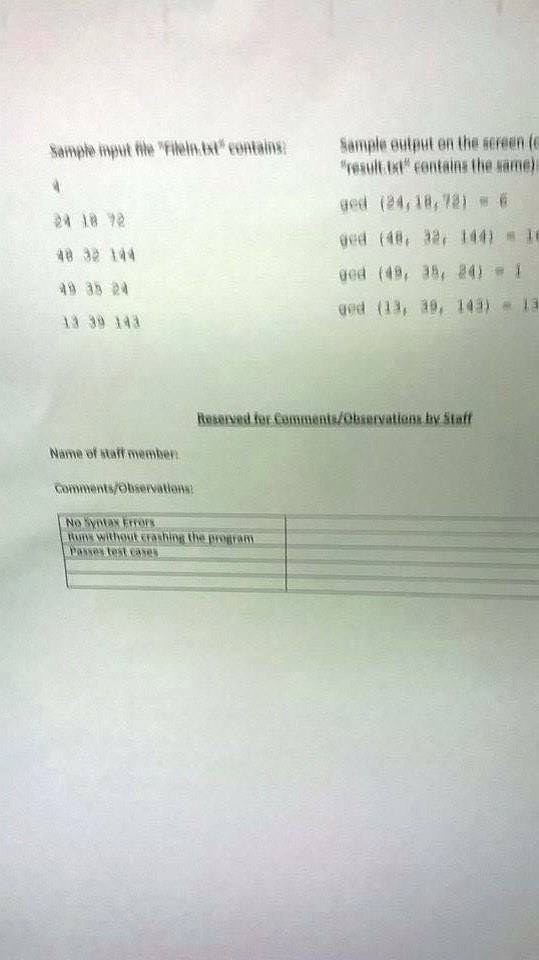 Sample input file "FileIn.txt" contains:
4
24 18 72
48 32 144
49 35 24
13 39 143
Sample output on the screen (
"result.txt" contains the same):
gcd (24,18,72) = 6
gcd (48, 32, 144) = 1
gcd (49, 35, 24) = 1
gcd (13, 39, 143) = 13
Reserved for Comments/Observations by Staff
Name of staff member:
Comments/Observations:
No Syntax Errors
Runs without crashing the program
Passes test cases